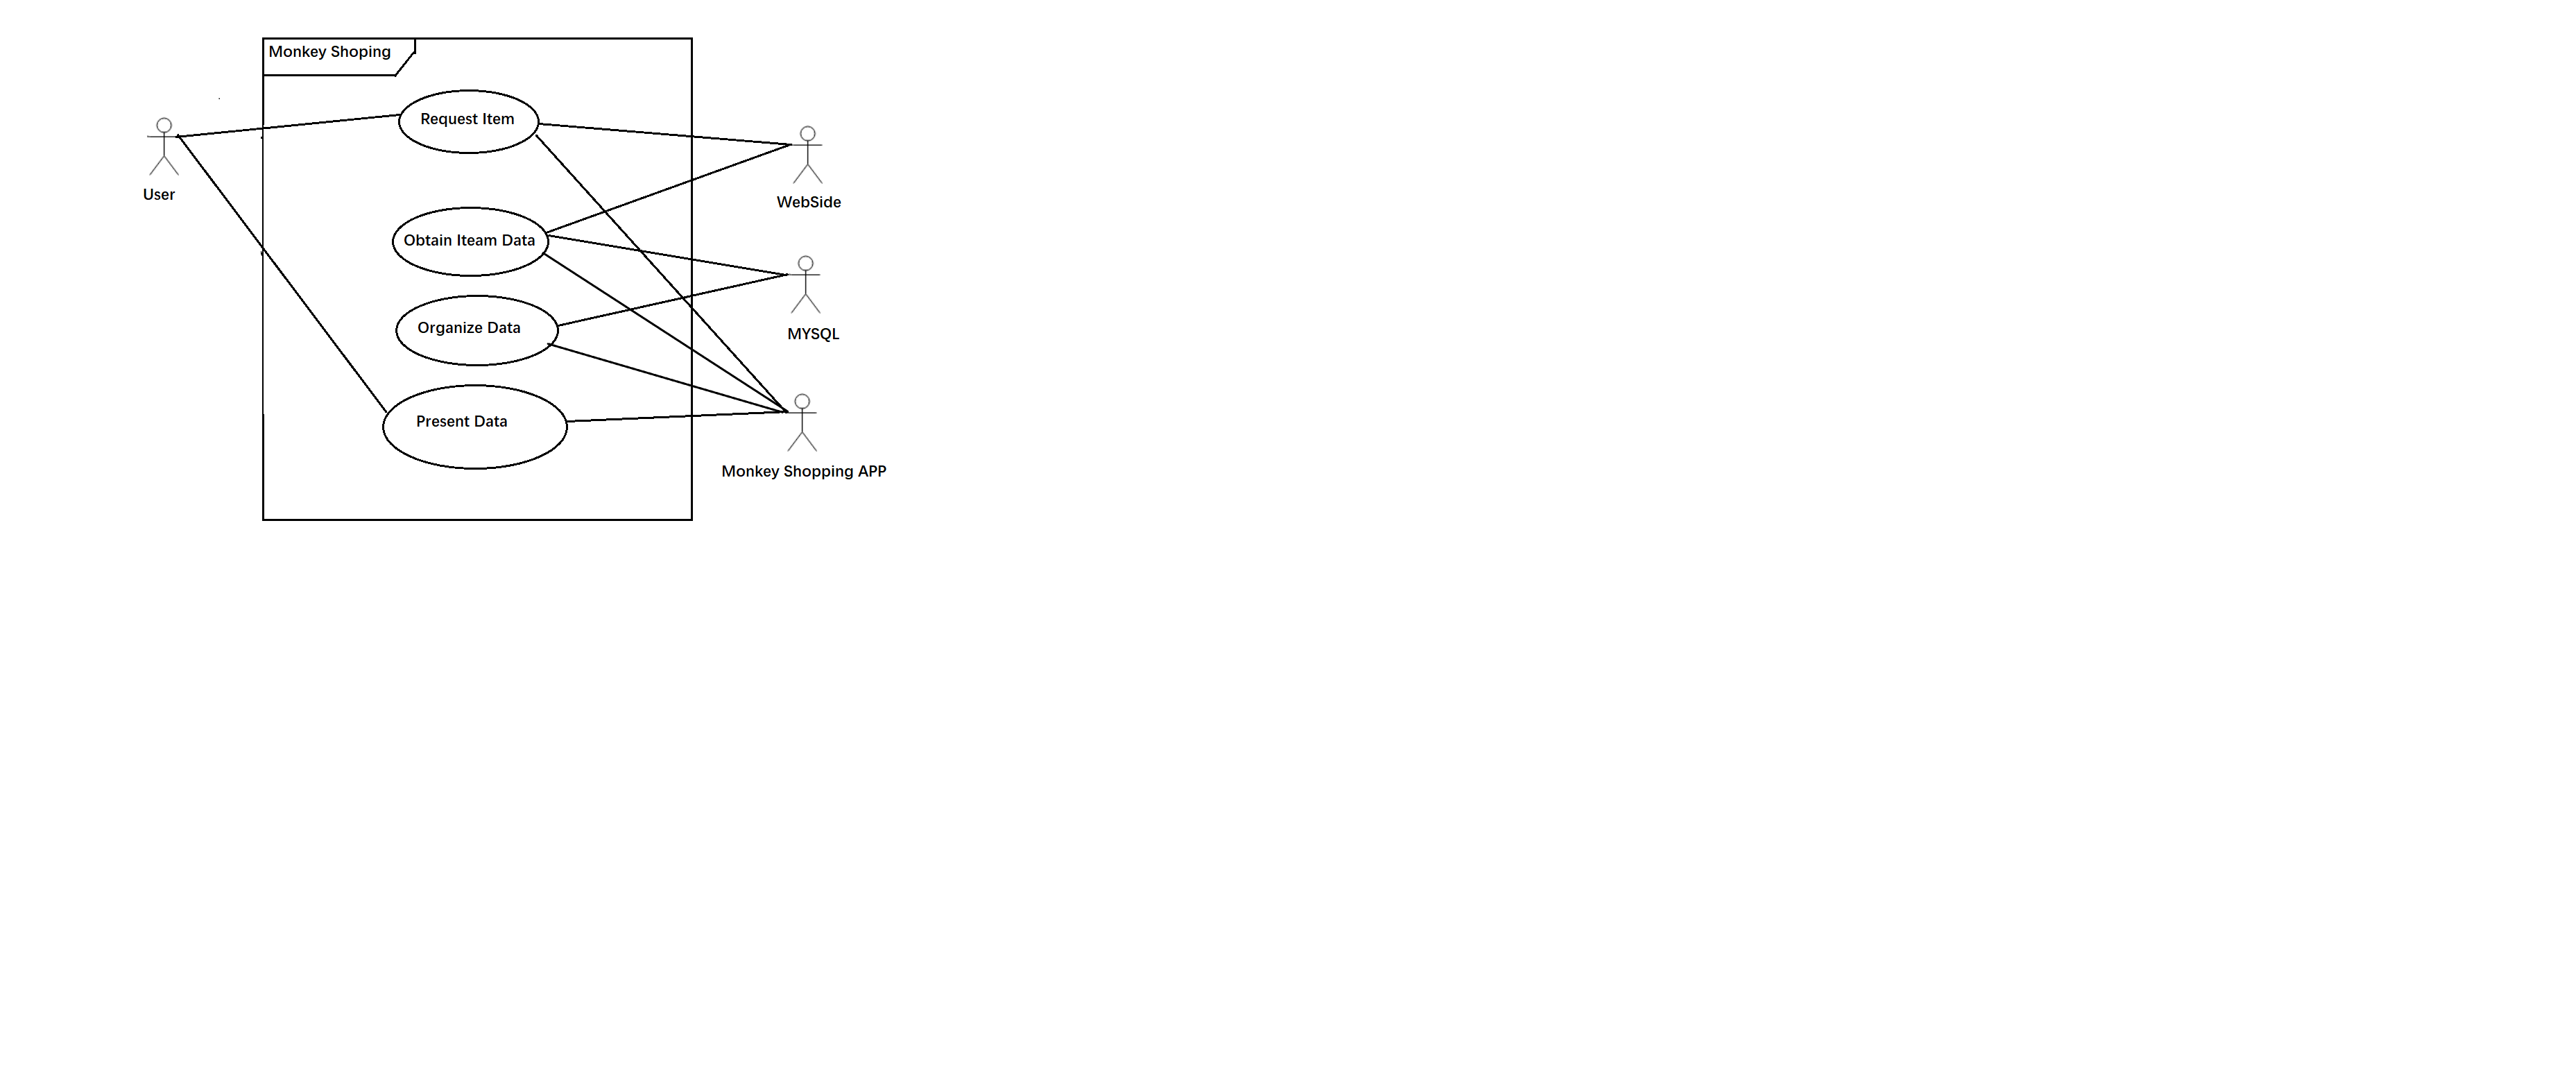 Monkey Shoping
Request Item
User
WebSide
Obtain Iteam Data
Organize Data
MYSQL
Present Data
Monkey Shopping APP